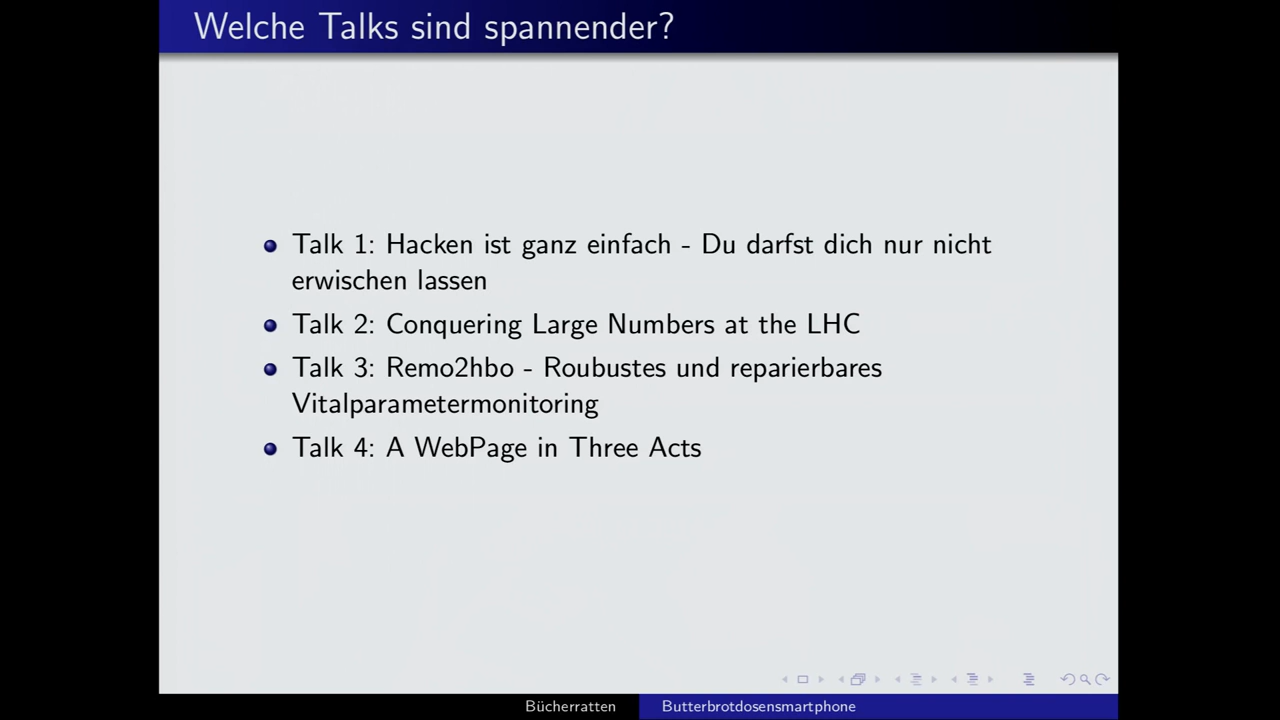 Welche Talks sind spannender?
Talk 1: Hacken ist ganz einfach - Du darfst dich nur nicht
erwischen lassen
Talk 2: Conquering Large Numbers at the LHC
Talk 3: Remo2hbo - Roubustes und reparierbares
Vitalparametermonitoring
Talk 4: A WebPage in Three Acts
Bücherratten
Butterbrotdosensmartphone